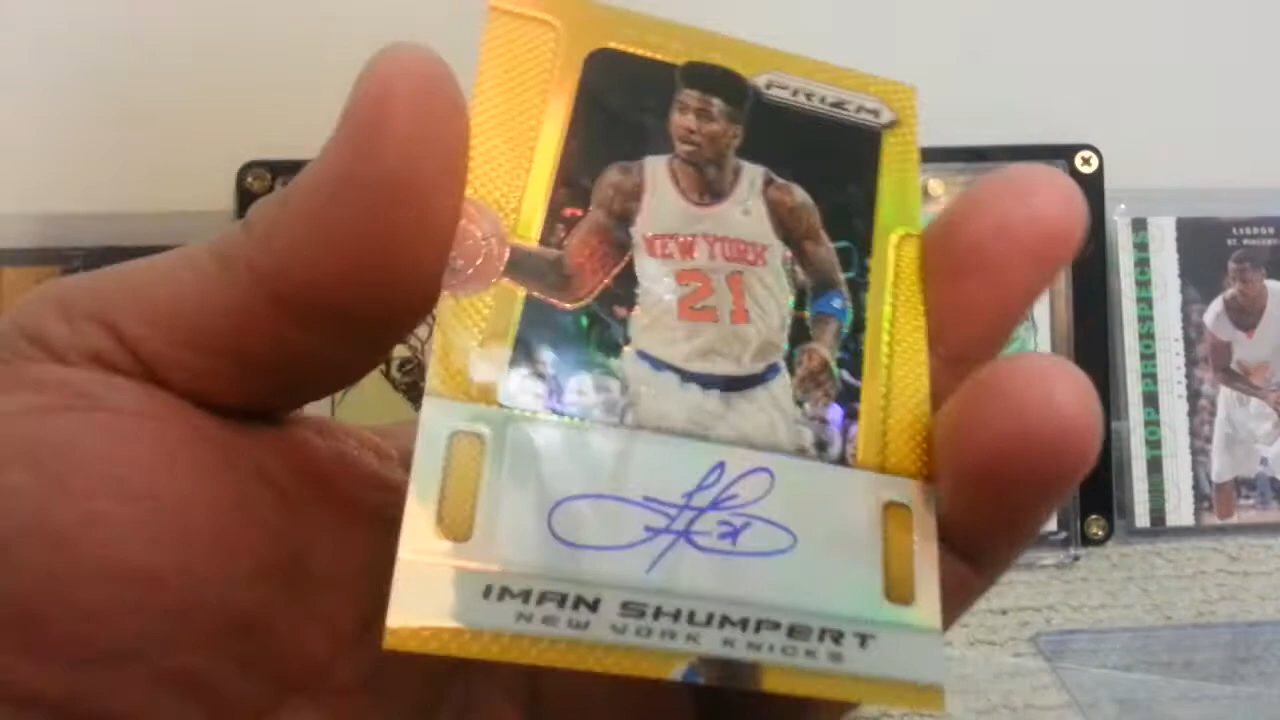 PRIZM
NEW YORK
21
IMAN SHUMPERT
NEW YORK KNICKS
TOP PROSPECTS